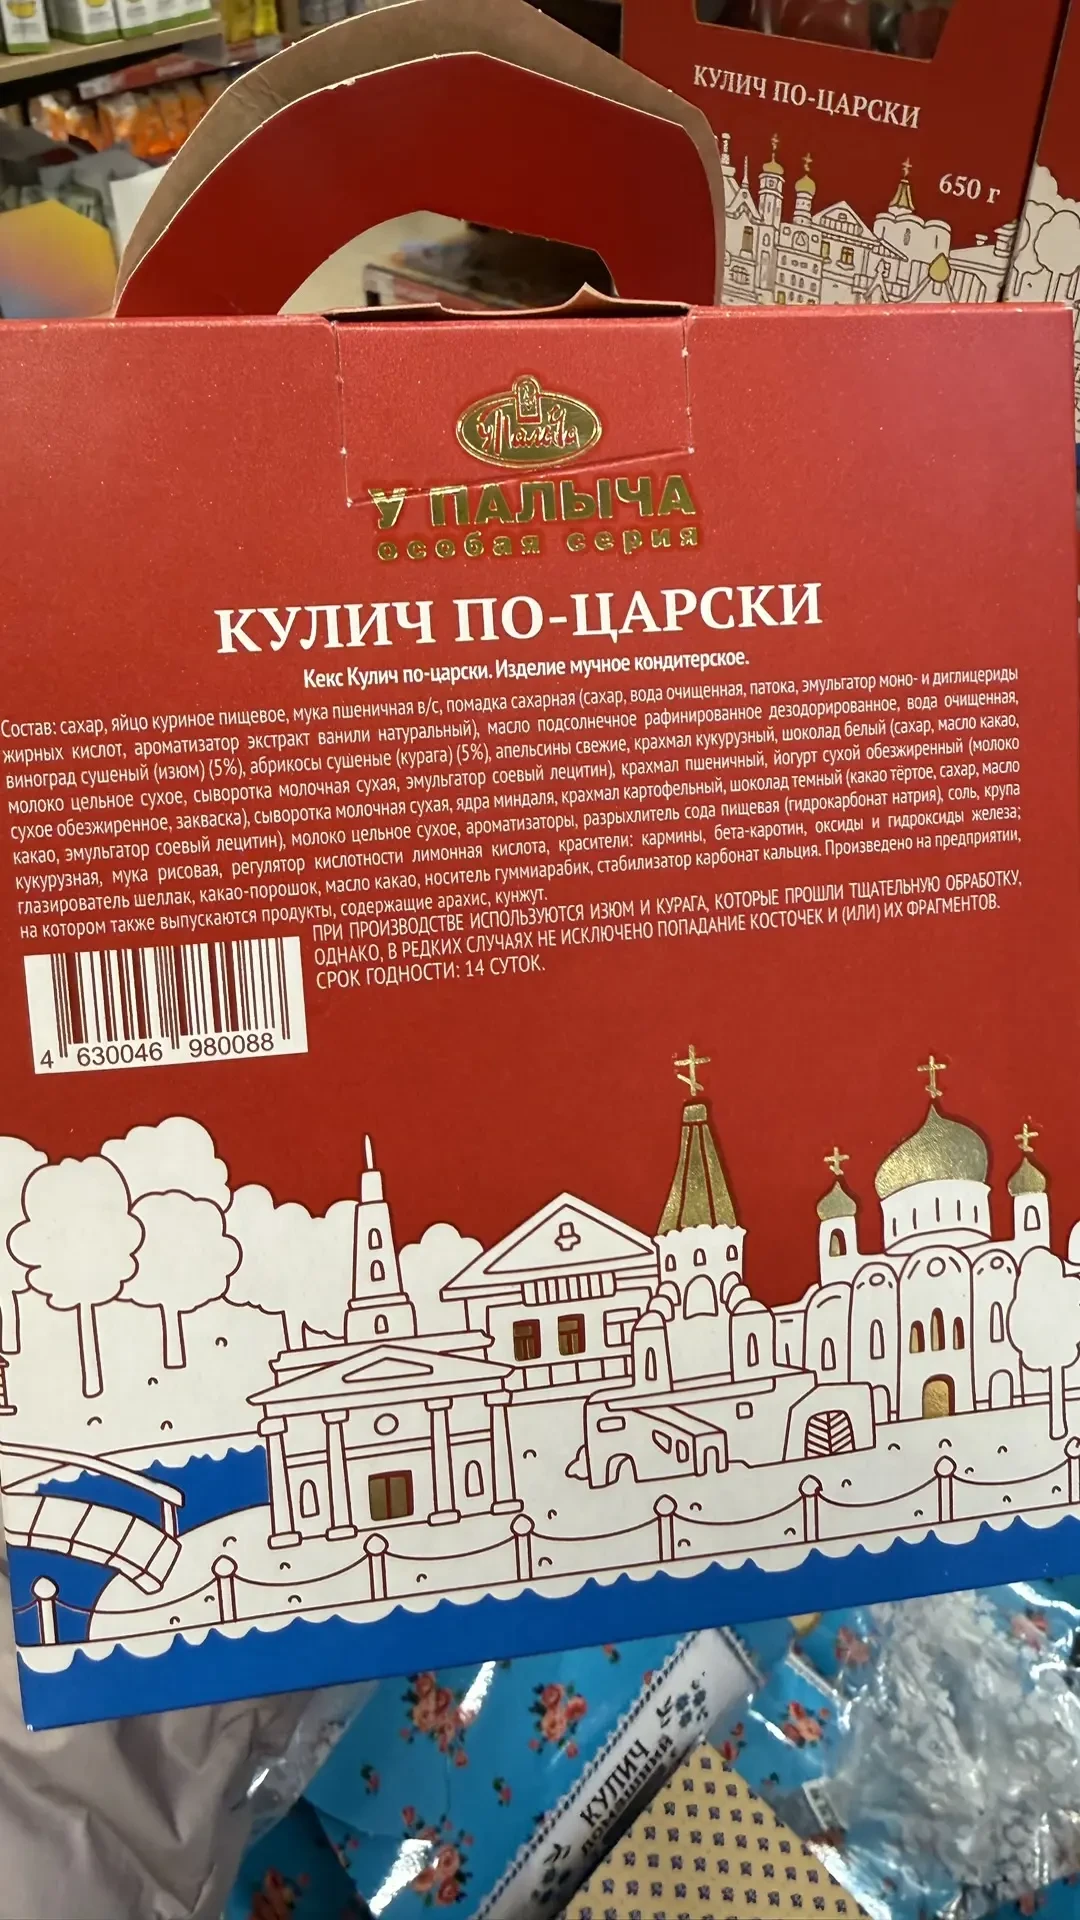 КУЛИЧ ПО-ЦАРСКИ
650 г
у Палыча
У ПАЛЫЧА
особая серия
КУЛИЧ ПО-ЦАРСКИ
Кекс Кулич по-царски. Изделие мучное кондитерское.
Состав: сахар, яйцо куриное пищевое, мука пшеничная в/с, помадка сахарная (сахар, вода очищенная, патока, эмульгатор моно- и диглицериды
жирных кислот, ароматизатор экстракт ванили натуральный), масло подсолнечное рафинированное дезодорированное, вода очищенная,
виноград сушеный (изюм) (5%), абрикосы сушеные (курага) (5%), апельсины свежие, крахмал кукурузный, шоколад белый (сахар, масло какао,
молоко цельное сухое, сыворотка молочная сухая, эмульгатор соевый лецитин), крахмал пшеничный, йогурт сухой обезжиренный (молоко
сухое обезжиренное, закваска), сыворотка молочная сухая, ядра миндаля, крахмал картофельный, шоколад темный (какао тёртое, сахар, масло
какао, эмульгатор соевый лецитин), молоко цельное сухое, ароматизаторы, разрыхлитель сода пищевая (гидрокарбонат натрия), соль, крупа
кукурузная, мука рисовая, регулятор кислотности лимонная кислота, красители: кармины, бета-каротин, оксиды и гидроксиды железа;
глазирователь шеллак, какао-порошок, масло какао, носитель гуммиарабик, стабилизатор карбонат кальция. Произведено на предприятии,
на котором также выпускаются продукты, содержащие арахис, кунжут.
ПРИ ПРОИЗВОДСТВЕ ИСПОЛЬЗУЮТСЯ ИЗЮМ И КУРАГА, КОТОРЫЕ ПРОШЛИ ТЩАТЕЛЬНУЮ ОБРАБОТКУ,
ОДНАКО, В РЕДКИХ СЛУЧАЯХ НЕ ИСКЛЮЧЕНО ПОПАДАНИЕ КОСТОЧЕК И (ИЛИ) ИХ ФРАГМЕНТОВ.
СРОК ГОДНОСТИ: 14 СУТОК.
4 630046 980088
КУЛИЧ
домашний